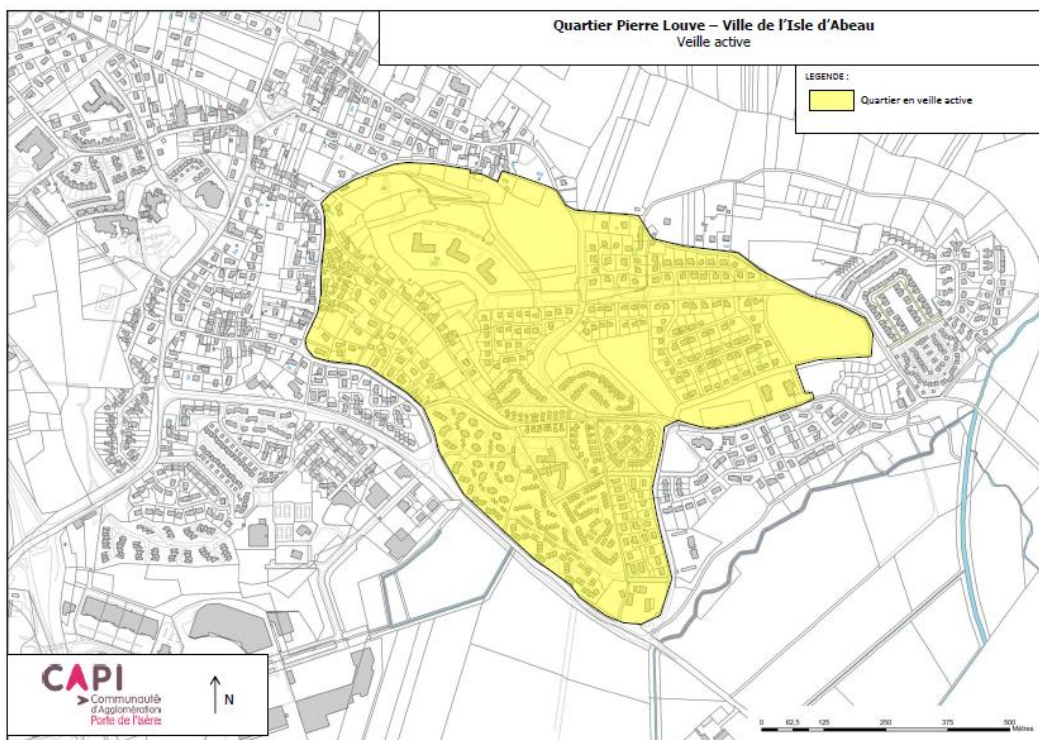 Quartier Pierre Louve – Ville de l'Isle d'Abeau
Veille active
LEGENDE :
Quartier en veille active
CAPI
Communauté
d'Agglomération
Porte de l'Isère
N
0 62,5 125 250 375 500
Mètres